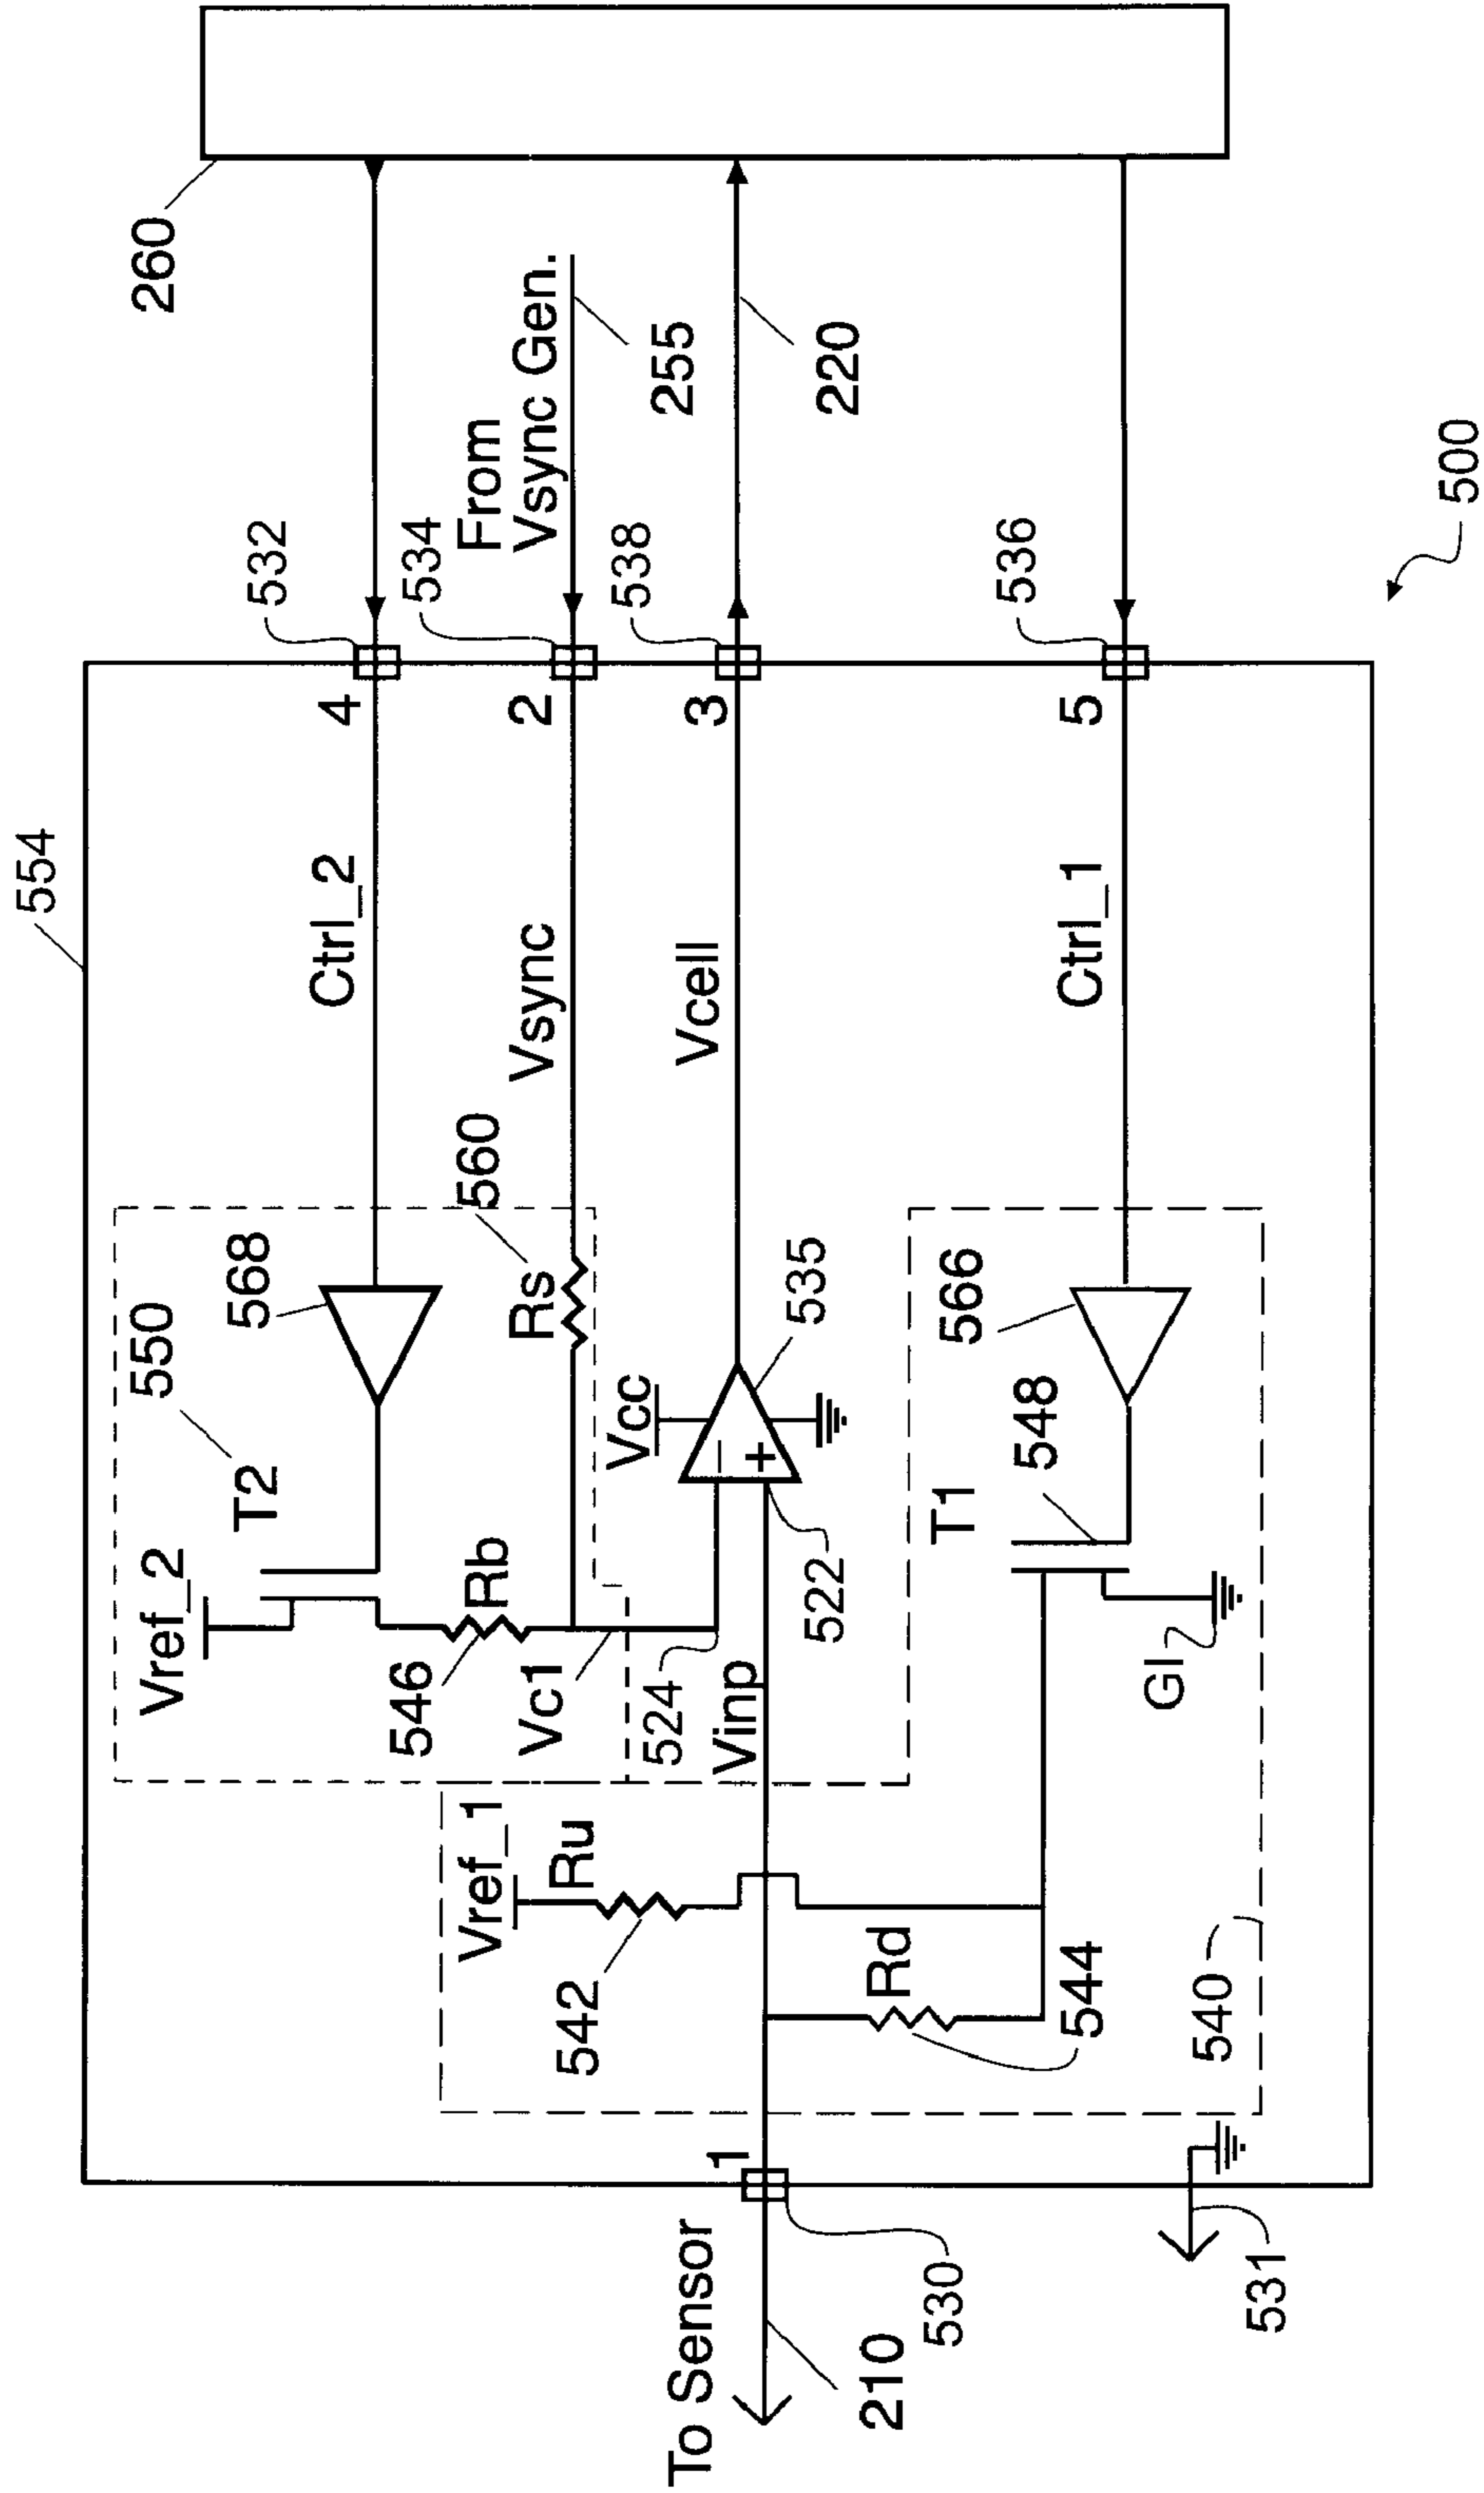 554
550
568
T2
Vref_2
Rb
546
Vc1
560
Rs
Ctrl_2
4
532
260
Vsync
2
534
From
Vsync Gen.
255
Vcell
3
538
220
Vcc
535
522
524
Vinp
Vref_1
Ru
542
Rd
544
540
T1
548
566
GI
Ctrl_1
5
536
1
To Sensor
210
530
531
500
−
+